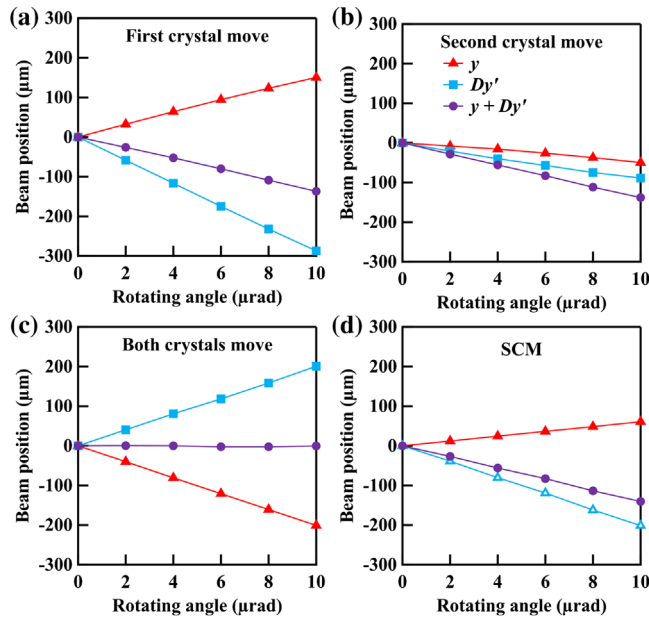 (a)
First crystal move
300
200
100
0
-100
-200
-300
0 2 4 6 8 10
Beam position (μm)
Rotating angle (μrad)
(b)
Second crystal move
y
Dy′
y + Dy′
300
200
100
0
-100
-200
-300
0 2 4 6 8 10
Beam position (μm)
Rotating angle (μrad)
(c)
Both crystals move
300
200
100
0
-100
-200
-300
0 2 4 6 8 10
Beam position (μm)
Rotating angle (μrad)
(d)
SCM
300
200
100
0
-100
-200
-300
0 2 4 6 8 10
Beam position (μm)
Rotating angle (μrad)